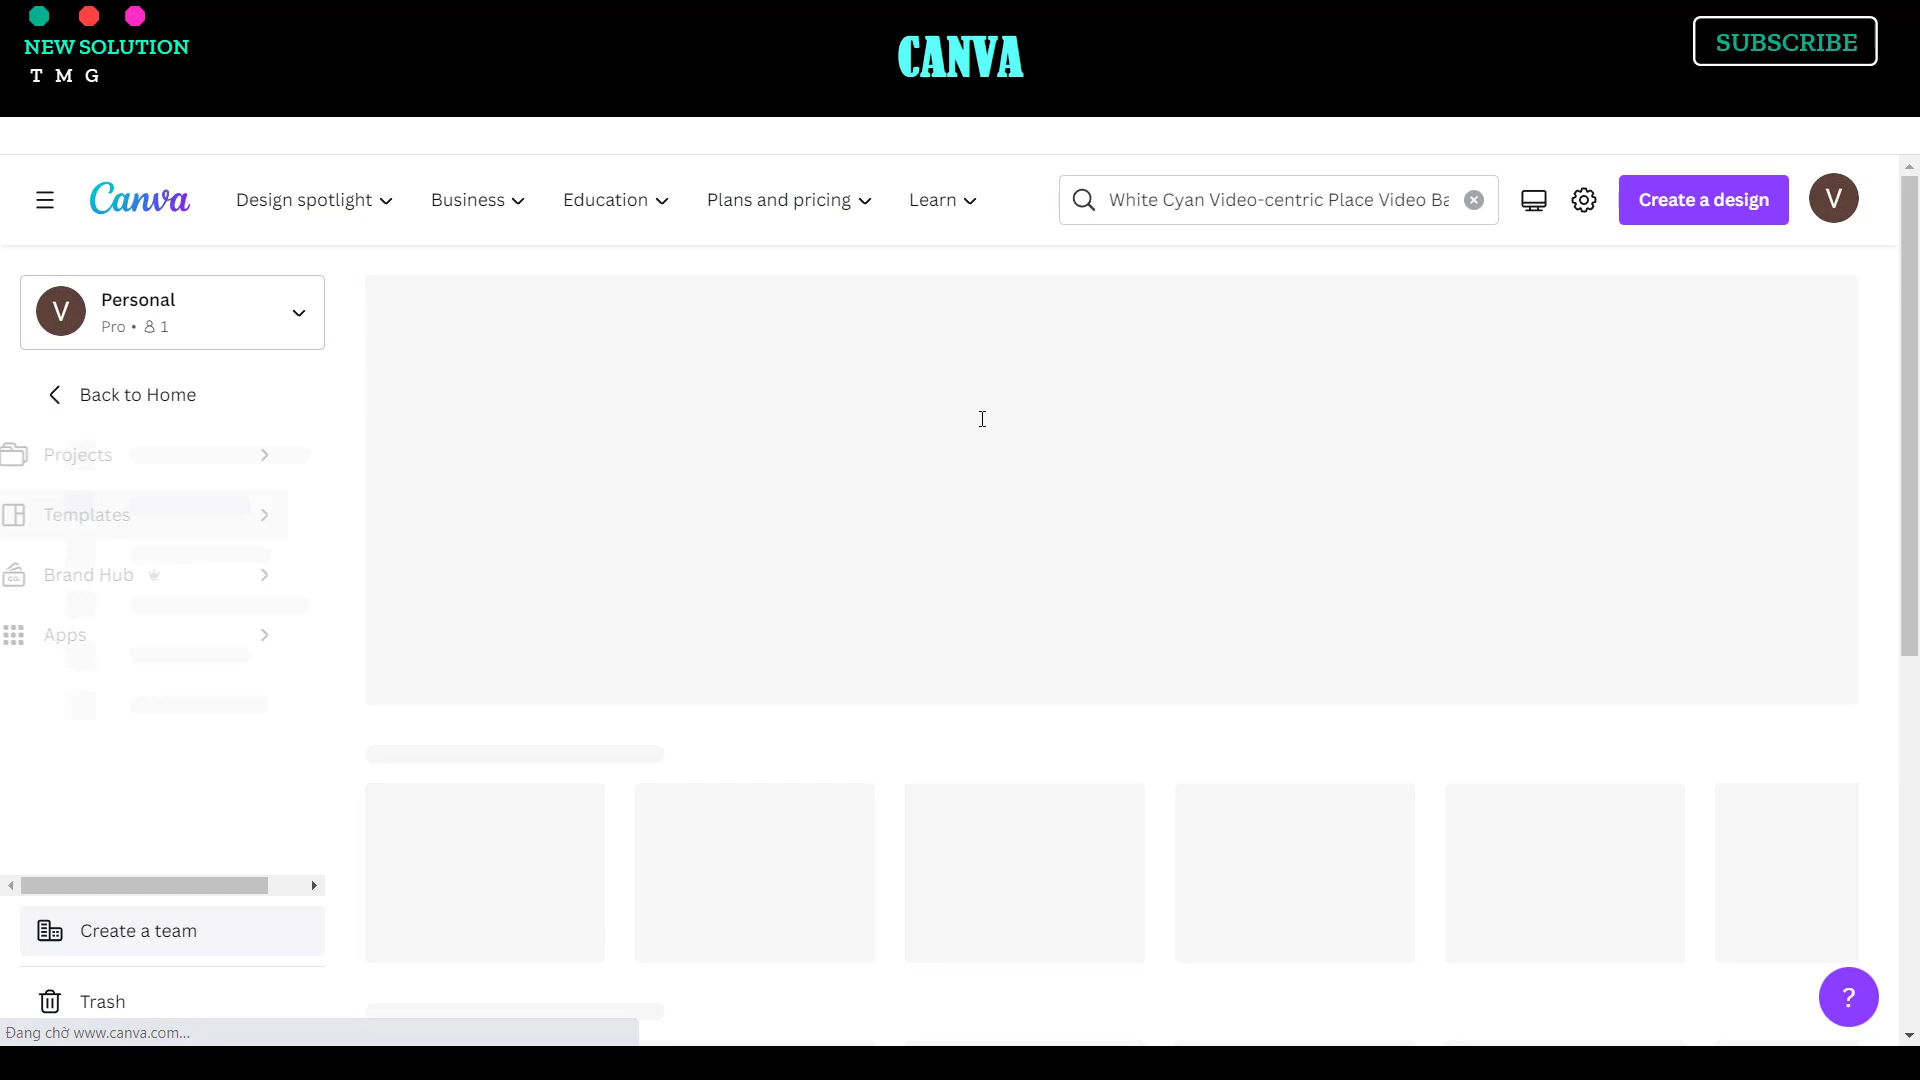 NEW SOLUTION
T M G
CANVA
SUBSCRIBE
Canva
Design spotlight
Business
Education
Plans and pricing
Learn
White Cyan Video-centric Place Video Ba
Create a design
V
V
Personal
Pro • 1
Back to Home
Projects
Templates
Brand Hub
Apps
Create a team
Trash
?
Đang chờ www.canva.com...